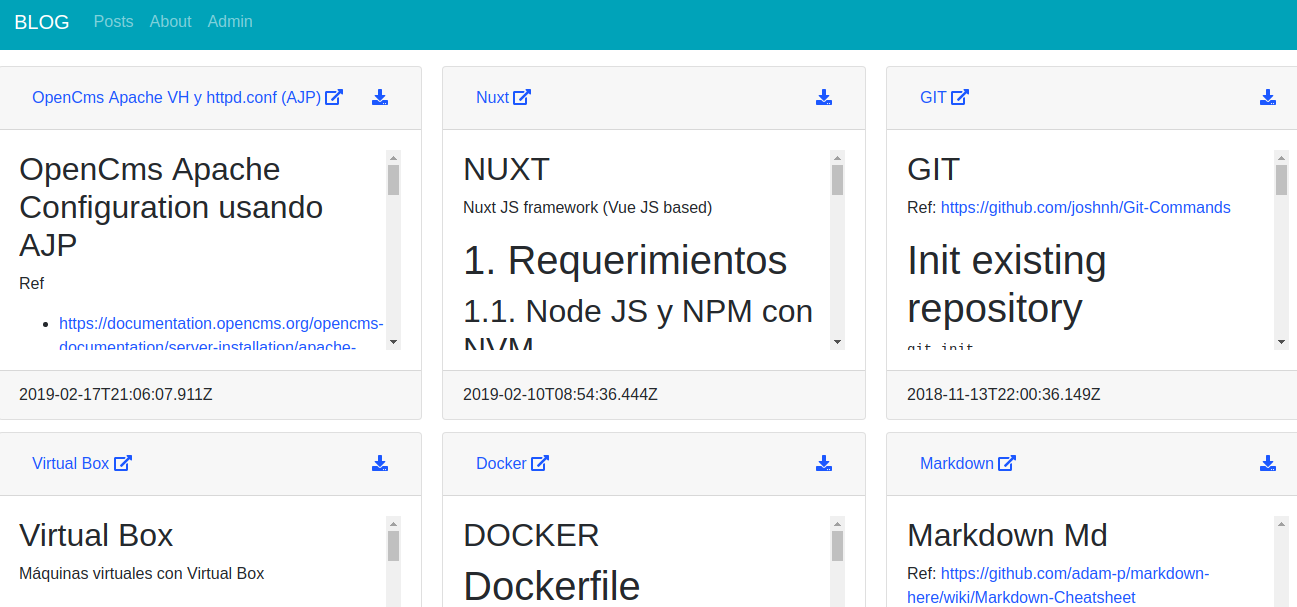 BLOG Posts About Admin
OpenCms Apache VH y httpd.conf (AJP)
OpenCms Apache
Configuration usando
AJP
Ref
https://documentation.opencms.org/opencms-
documentation/server-installation/apache-
2019-02-17T21:06:07.911Z
Nuxt
NUXT
Nuxt JS framework (Vue JS based)
1. Requerimientos
1.1. Node JS y NPM con
NVM
2019-02-10T08:54:36.444Z
GIT
GIT
Ref: https://github.com/joshnh/Git-Commands
Init existing
repository
git init
2018-11-13T22:00:36.149Z
Virtual Box
Virtual Box
Máquinas virtuales con Virtual Box
Docker
DOCKER
Dockerfile
Markdown
Markdown Md
Ref: https://github.com/adam-p/markdown-
here/wiki/Markdown-Cheatsheet